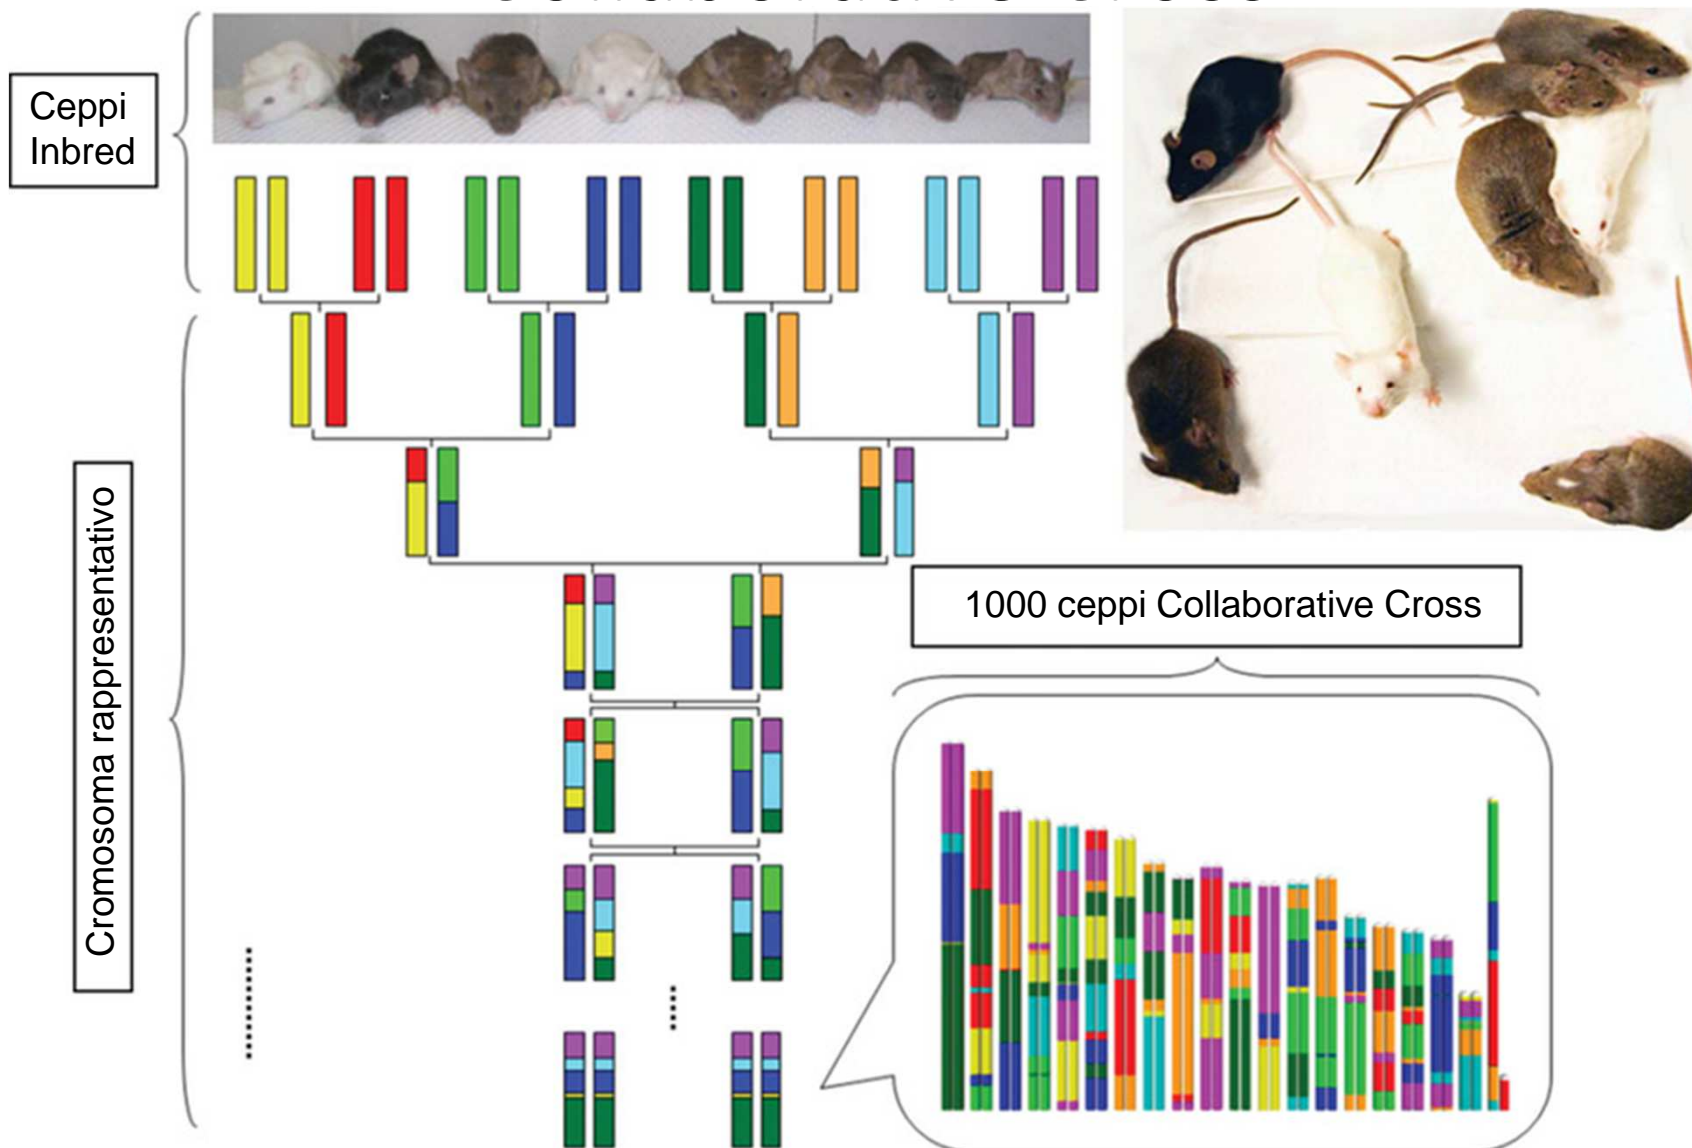 Ceppi
Inbred
Cromosoma rappresentativo
1000 ceppi Collaborative Cross